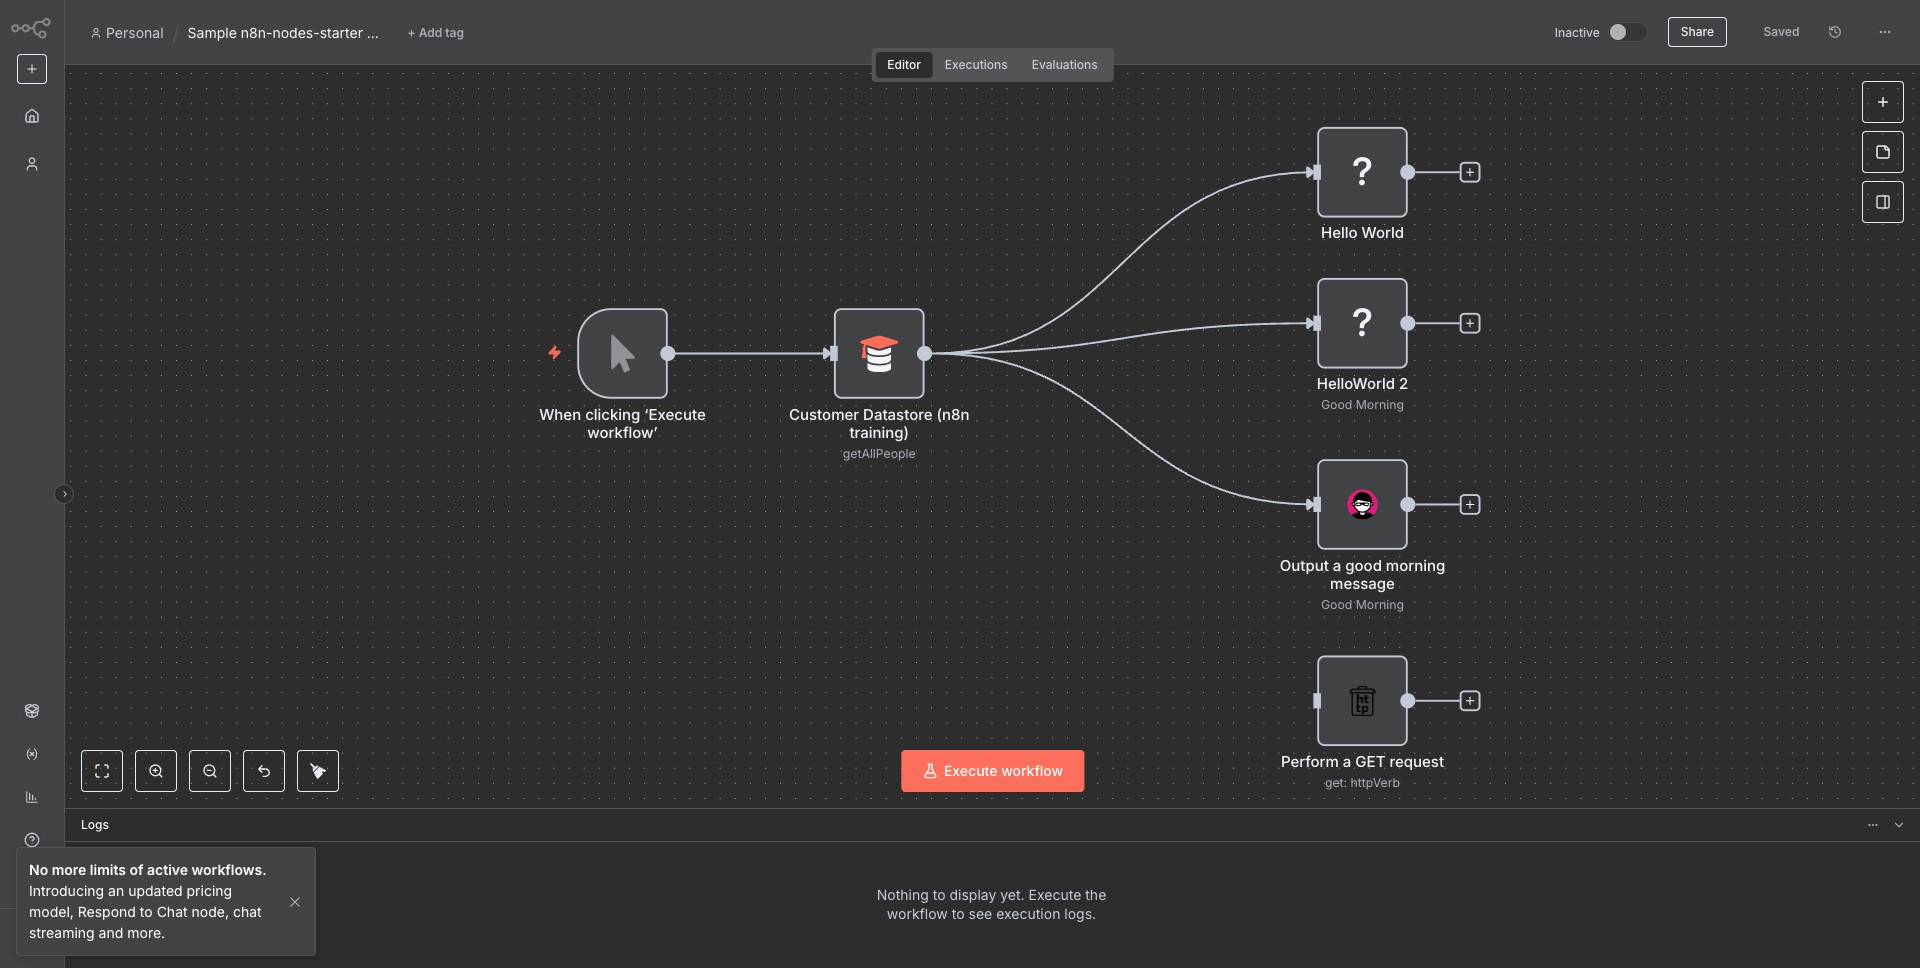 Personal / Sample n8n-nodes-starter ... + Add tag
Inactive
Share
Saved
Editor Executions Evaluations
?
Hello World
?
HelloWorld 2
Good Morning
When clicking ‘Execute
workflow’
Customer Datastore (n8n
training)
getAllPeople
Output a good morning
message
Good Morning
ht
tp
Perform a GET request
get: httpVerb
Execute workflow
Logs
Nothing to display yet. Execute the
workflow to see execution logs.
No more limits of active workflows.
Introducing an updated pricing
model, Respond to Chat node, chat
streaming and more.